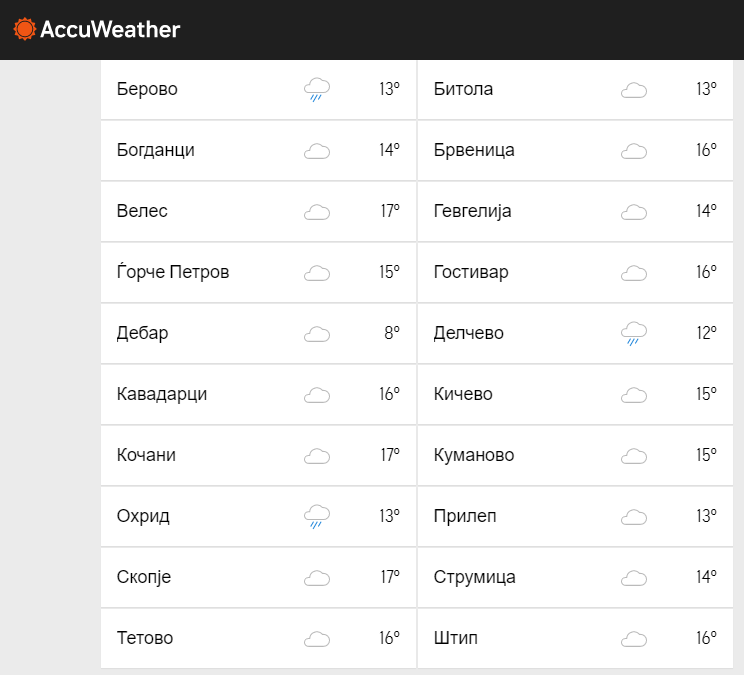 AccuWeather
Берово 13° Битола 13°
Богданци 14° Брвеница 16°
Велес 17° Гевгелија 14°
Ѓорче Петров 15° Гостивар 16°
Дебар 8° Делчево 12°
Кавадарци 16° Кичево 15°
Кочани 17° Куманово 15°
Охрид 13° Прилеп 13°
Скопје 17° Струмица 14°
Тетово 16° Штип 16°